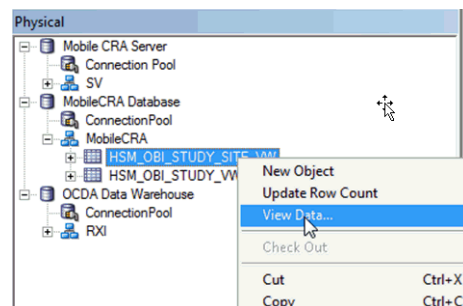 Physical
Mobile CRA Server
Connection Pool
SV
MobileCRA Database
ConnectionPool
MobileCRA
HSM_OBI_STUDY_SITE_VW
HSM_OBI_STUDY_VW
OCDA Data Warehouse
ConnectionPool
RXI
New Object
Update Row Count
View Data...
Check Out
Cut Ctrl+X
Copy Ctrl+C